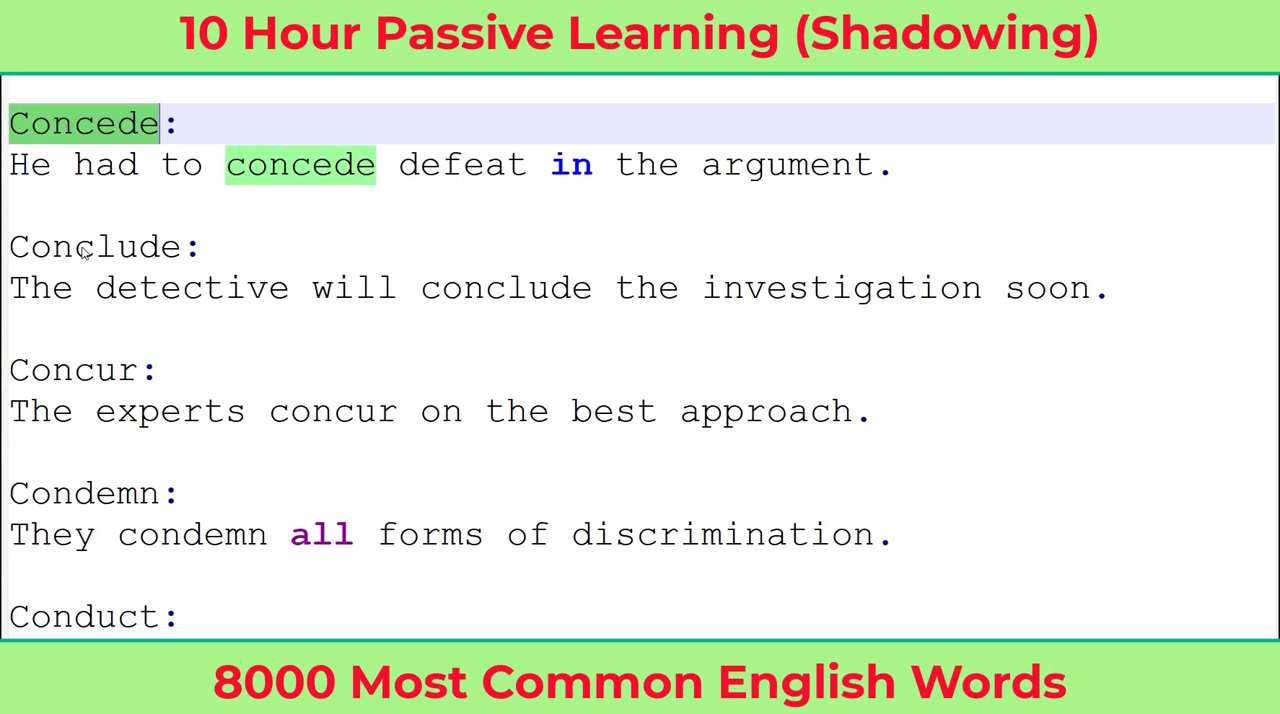 10 Hour Passive Learning (Shadowing)
Concede:
He had to concede defeat in the argument.
Conclude:
The detective will conclude the investigation soon.
Concur:
The experts concur on the best approach.
Condemn:
They condemn all forms of discrimination.
Conduct:
8000 Most Common English Words